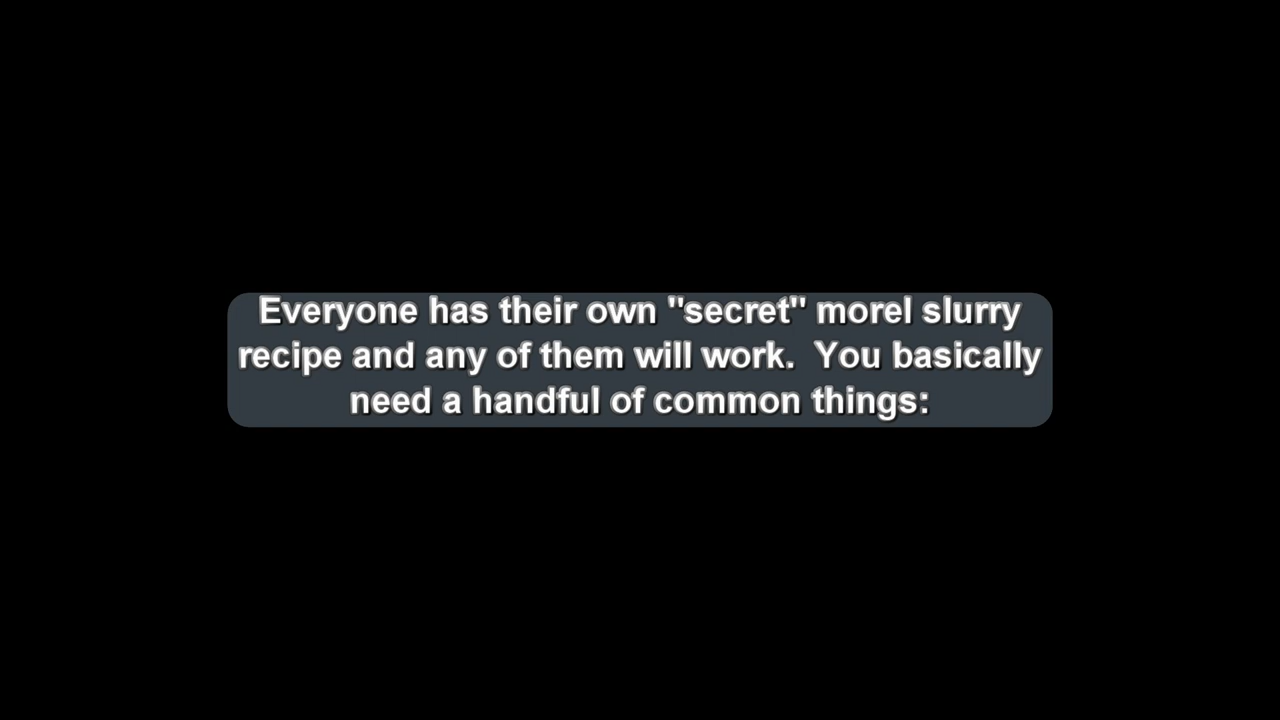 Everyone has their own "secret" morel slurry
recipe and any of them will work.  You basically
need a handful of common things: